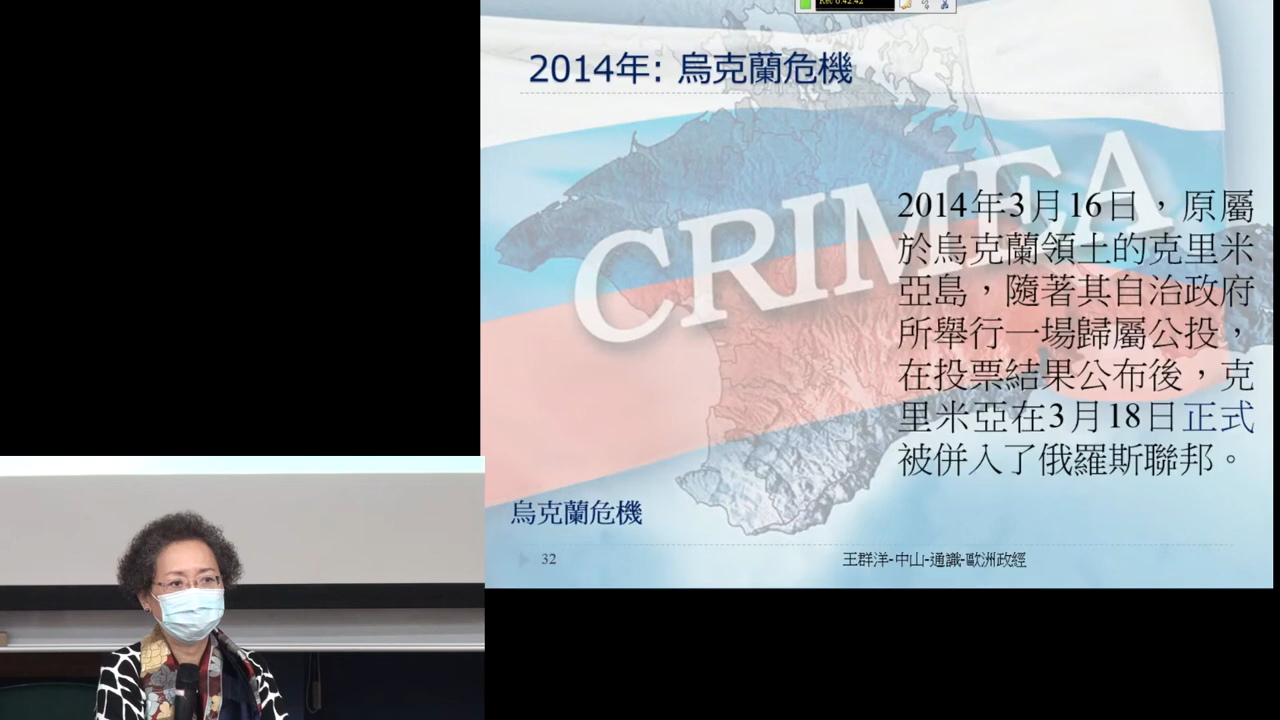 Rec 0:42:42
2014年: 烏克蘭危機
CRIMEA
2014年3月16日，原屬
於烏克蘭領土的克里米
亞島，隨著其自治政府
所舉行一場歸屬公投，
在投票結果公布後，克
里米亞在3月18日正式
被併入了俄羅斯聯邦。
烏克蘭危機
32
王群洋-中山-通識-歐洲政經